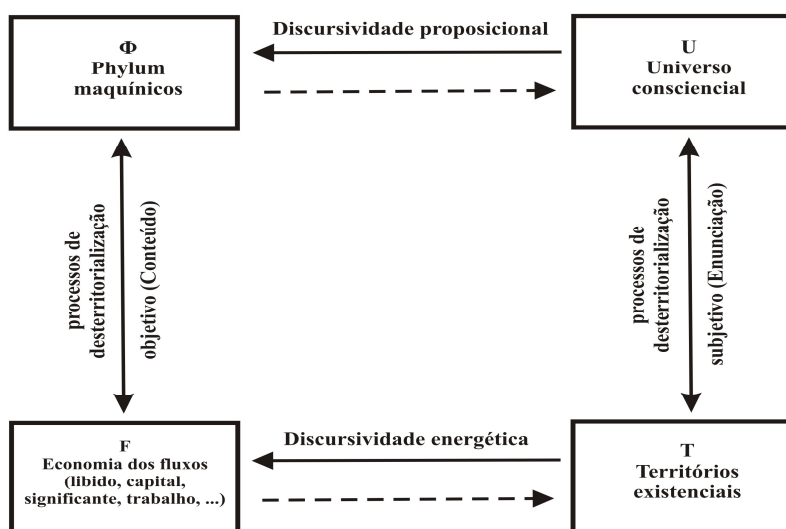 Φ
Phylum
maquínicos
Discursividade proposicional
U
Universo
consciencial
processos de
desterritorialização
objetivo (Conteúdo)
processos de
desterritorialização
subjetivo (Enunciação)
F
Economia dos fluxos
(libido, capital,
significante, trabalho, ...)
Discursividade energética
T
Territórios
existenciais